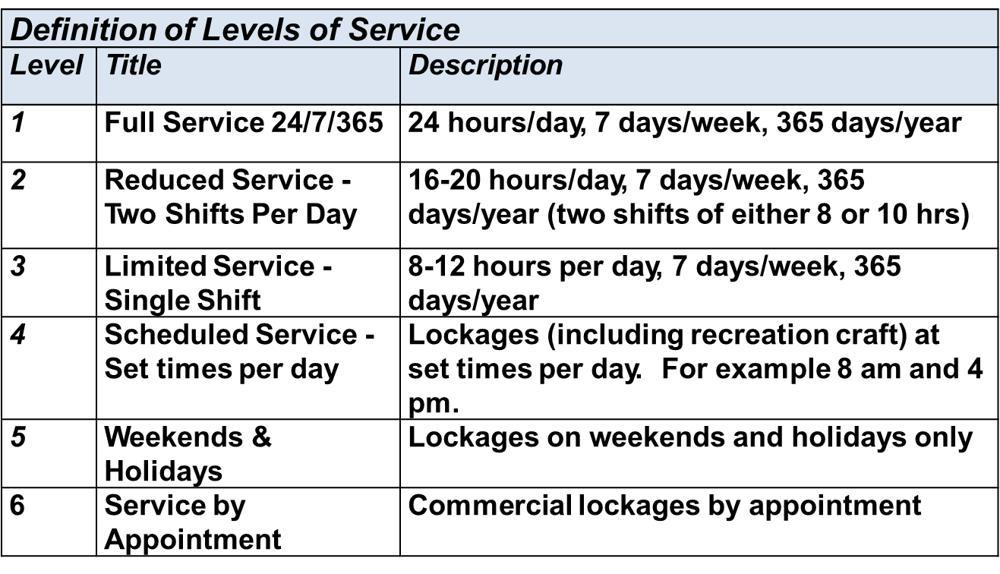 Definition of Levels of Service
Level Title Description
1 Full Service 24/7/365 24 hours/day, 7 days/week, 365 days/year
2 Reduced Service - 16-20 hours/day, 7 days/week, 365
Two Shifts Per Day days/year (two shifts of either 8 or 10 hrs)
3 Limited Service - 8-12 hours per day, 7 days/week, 365
Single Shift days/year
4 Scheduled Service - Lockages (including recreation craft) at
Set times per day set times per day. For example 8 am and 4
pm.
5 Weekends & Lockages on weekends and holidays only
Holidays
6 Service by Commercial lockages by appointment
Appointment